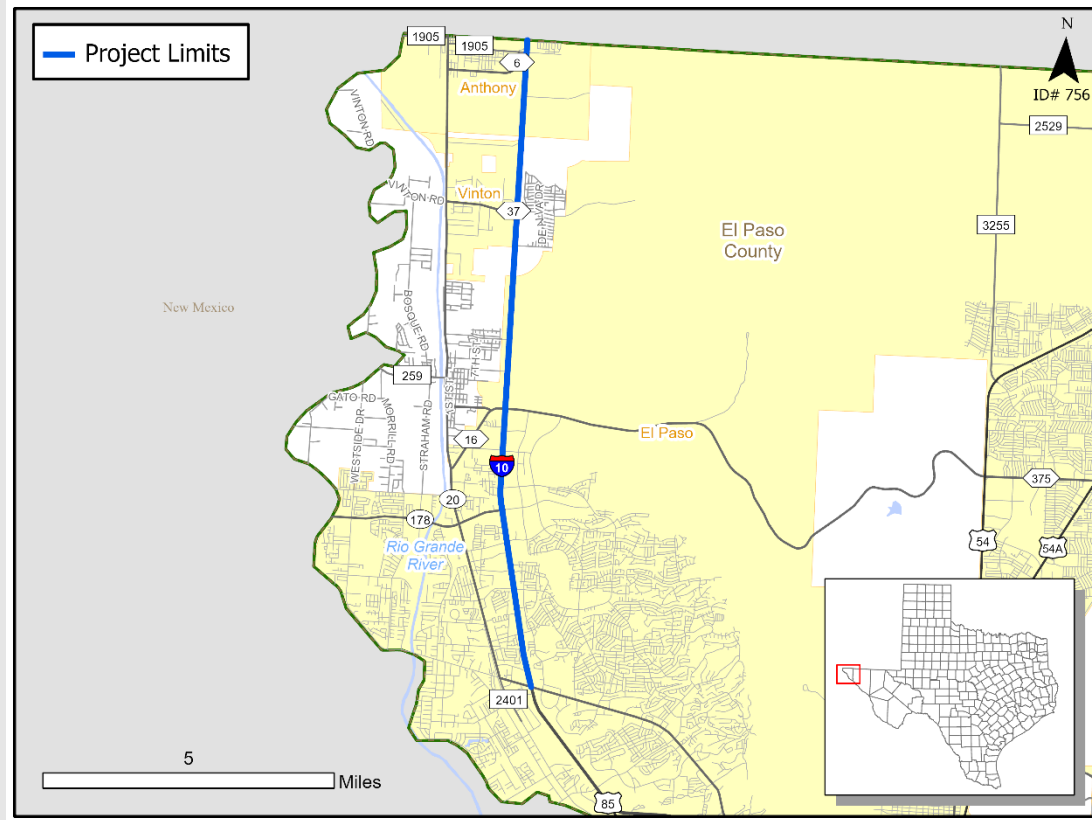 Project Limits
N
ID# 756
1905
1905
6
Anthony
2529
VINTON RD
VINTON RD
Vinton
37
DE NVA DR
El Paso
County
3255
New Mexico
BOSQUE RD
7TH ST
259
GATO RD
WESTSIDE DR
MORRILL RD
STRAHAM RD
16
El Paso
10
375
20
178
54
54A
Rio Grande
River
2401
5
Miles
85